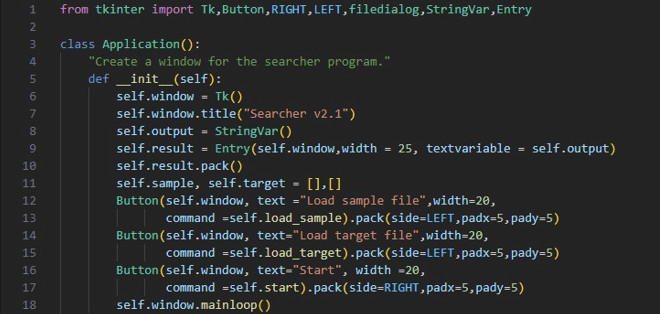 1 from tkinter import Tk,Button,RIGHT,LEFT,filedialog,StringVar,Entry
2
3 class Application():
4     "Create a window for the searcher program."
5     def __init__(self):
6         self.window = Tk()
7         self.window.title("Searcher v2.1")
8         self.output = StringVar()
9         self.result = Entry(self.window,width = 25, textvariable = self.output)
10         self.result.pack()
11         self.sample, self.target = [],[]
12         Button(self.window, text ="Load sample file",width=20,
13                command =self.load_sample).pack(side=LEFT,padx=5,pady=5)
14         Button(self.window, text="Load target file",width=20,
15                command =self.load_target).pack(side=LEFT,padx=5,pady=5)
16         Button(self.window, text="Start", width =20,
17                command =self.start).pack(side=RIGHT,padx=5,pady=5)
18         self.window.mainloop()